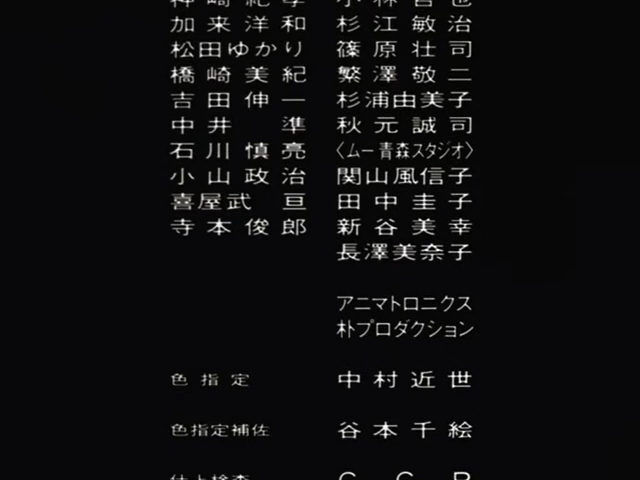 加来洋和 杉江敏治
松田ゆかり 篠原壮司
橋崎美紀 繁澤敬二
吉田伸一 杉浦由美子
中井 準 秋元誠司
石川慎亮 〈ムー青森スタジオ〉
小山政治 関山風信子
喜屋武 亘 田中圭子
寺本俊郎 新谷美幸
長澤美奈子
アニマトロニクス
朴プロダクション
色指定 中村近世
色指定補佐 谷本千絵